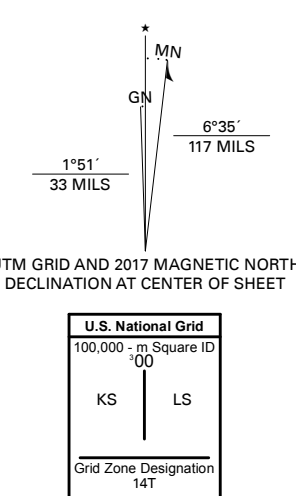 ★
MN
GN
6°35´
117 MILS
1°51´
33 MILS
UTM GRID AND 2017 MAGNETIC NORTH
DECLINATION AT CENTER OF SHEET
U.S. National Grid
100,000 - m Square ID
³00
KS LS
Grid Zone Designation
14T